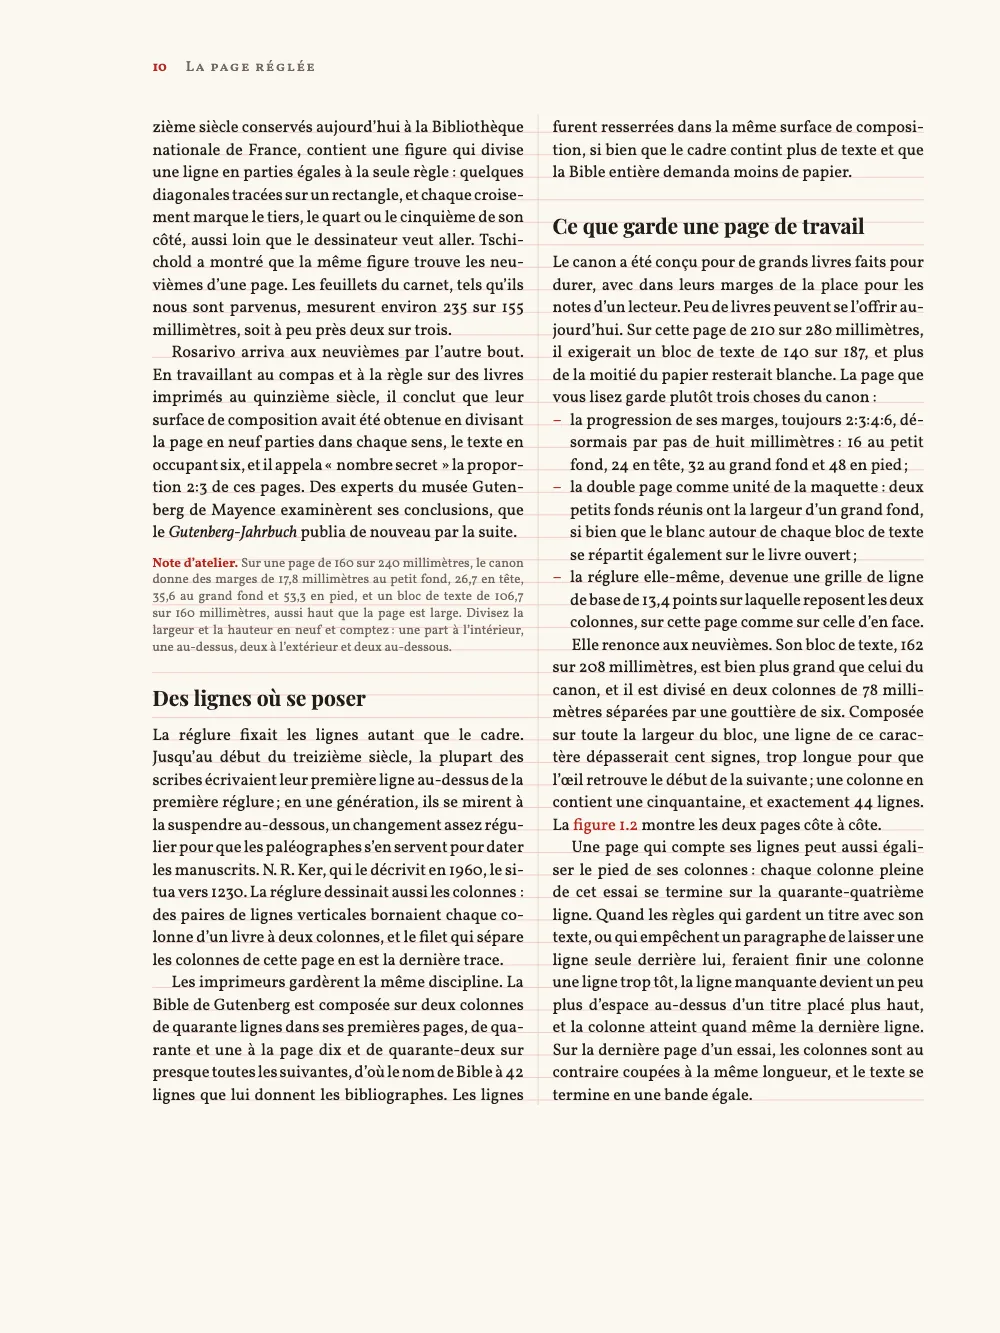 10 La page réglée
zième siècle conservés aujourd’hui à la Bibliothèque
nationale de France, contient une figure qui divise
une ligne en parties égales à la seule règle : quelques
diagonales tracées sur un rectangle, et chaque croise-
ment marque le tiers, le quart ou le cinquième de son
côté, aussi loin que le dessinateur veut aller. Tschi-
chold a montré que la même figure trouve les neu-
vièmes d’une page. Les feuillets du carnet, tels qu’ils
nous sont parvenus, mesurent environ 235 sur 155
millimètres, soit à peu près deux sur trois.
Rosarivo arriva aux neuvièmes par l’autre bout.
En travaillant au compas et à la règle sur des livres
imprimés au quinzième siècle, il conclut que leur
surface de composition avait été obtenue en divisant
la page en neuf parties dans chaque sens, le texte en
occupant six, et il appela « nombre secret » la propor-
tion 2:3 de ces pages. Des experts du musée Guten-
berg de Mayence examinèrent ses conclusions, que
le Gutenberg-Jahrbuch publia de nouveau par la suite.
Note d’atelier. Sur une page de 160 sur 240 millimètres, le canon
donne des marges de 17,8 millimètres au petit fond, 26,7 en tête,
35,6 au grand fond et 53,3 en pied, et un bloc de texte de 106,7
sur 160 millimètres, aussi haut que la page est large. Divisez la
largeur et la hauteur en neuf et comptez : une part à l’intérieur,
une au-dessus, deux à l’extérieur et deux au-dessous.
Des lignes où se poser
La réglure fixait les lignes autant que le cadre.
Jusqu’au début du treizième siècle, la plupart des
scribes écrivaient leur première ligne au-dessus de la
première réglure ; en une génération, ils se mirent à
la suspendre au-dessous, un changement assez régu-
lier pour que les paléographes s’en servent pour dater
les manuscrits. N. R. Ker, qui le décrivit en 1960, le si-
tua vers 1230. La réglure dessinait aussi les colonnes :
des paires de lignes verticales bornaient chaque co-
lonne d’un livre à deux colonnes, et le filet qui sépare
les colonnes de cette page en est la dernière trace.
Les imprimeurs gardèrent la même discipline. La
Bible de Gutenberg est composée sur deux colonnes
de quarante lignes dans ses premières pages, de qua-
rante et une à la page dix et de quarante-deux sur
presque toutes les suivantes, d’où le nom de Bible à 42
lignes que lui donnent les bibliographes. Les lignes
furent resserrées dans la même surface de composi-
tion, si bien que le cadre contint plus de texte et que
la Bible entière demanda moins de papier.
Ce que garde une page de travail
Le canon a été conçu pour de grands livres faits pour
durer, avec dans leurs marges de la place pour les
notes d’un lecteur. Peu de livres peuvent se l’offrir au-
jourd’hui. Sur cette page de 210 sur 280 millimètres,
il exigerait un bloc de texte de 140 sur 187, et plus
de la moitié du papier resterait blanche. La page que
vous lisez garde plutôt trois choses du canon :
– la progression de ses marges, toujours 2:3:4:6, dé-
sormais par pas de huit millimètres : 16 au petit
fond, 24 en tête, 32 au grand fond et 48 en pied ;
– la double page comme unité de la maquette : deux
petits fonds réunis ont la largeur d’un grand fond,
si bien que le blanc autour de chaque bloc de texte
se répartit également sur le livre ouvert ;
– la réglure elle-même, devenue une grille de ligne
de base de 13,4 points sur laquelle reposent les deux
colonnes, sur cette page comme sur celle d’en face.
Elle renonce aux neuvièmes. Son bloc de texte, 162
sur 208 millimètres, est bien plus grand que celui du
canon, et il est divisé en deux colonnes de 78 milli-
mètres séparées par une gouttière de six. Composée
sur toute la largeur du bloc, une ligne de ce carac-
tère dépasserait cent signes, trop longue pour que
l’œil retrouve le début de la suivante ; une colonne en
contient une cinquantaine, et exactement 44 lignes.
La figure 1.2 montre les deux pages côte à côte.
Une page qui compte ses lignes peut aussi égali-
ser le pied de ses colonnes : chaque colonne pleine
de cet essai se termine sur la quarante-quatrième
ligne. Quand les règles qui gardent un titre avec son
texte, ou qui empêchent un paragraphe de laisser une
ligne seule derrière lui, feraient finir une colonne
une ligne trop tôt, la ligne manquante devient un peu
plus d’espace au-dessus d’un titre placé plus haut,
et la colonne atteint quand même la dernière ligne.
Sur la dernière page d’un essai, les colonnes sont au
contraire coupées à la même longueur, et le texte se
termine en une bande égale.